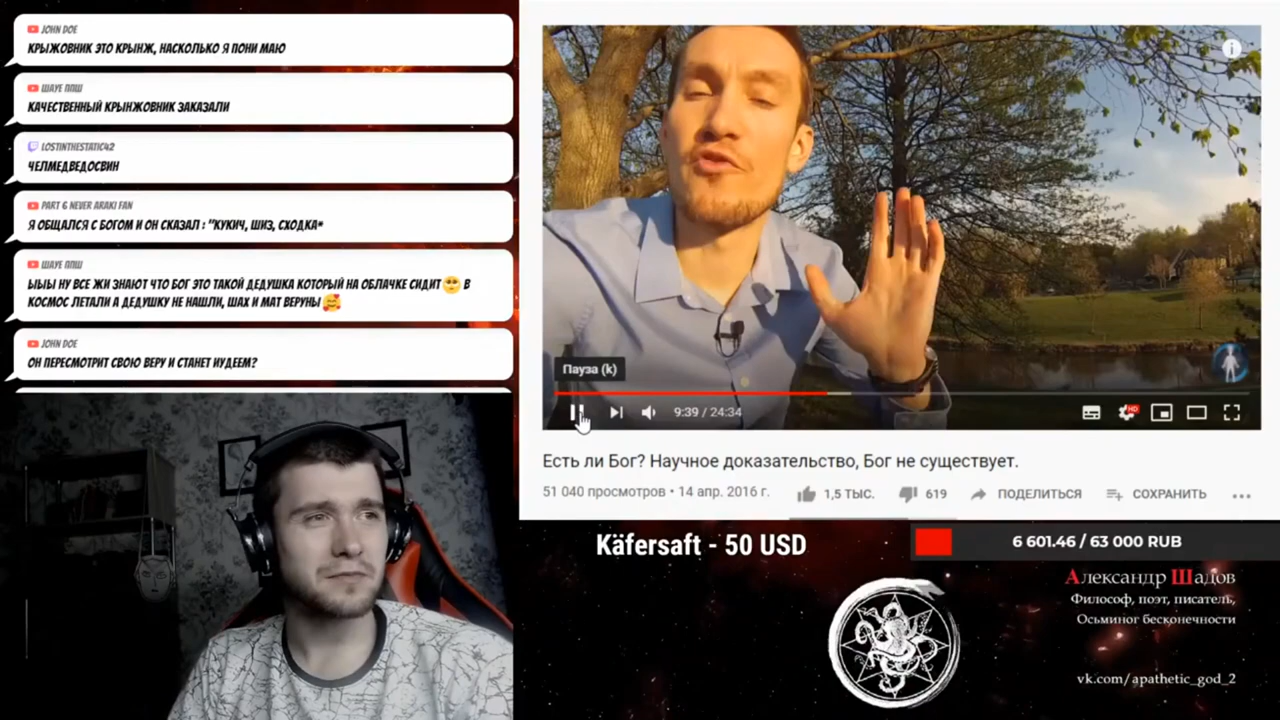 JOHN DOE
КРЫЖОВНИК ЭТО КРЫНЖ, НАСКОЛЬКО Я ПОНИ МАЮ
ШАУЕ ППШ
КАЧЕСТВЕННЫЙ КРЫНЖОВНИК ЗАКАЗАЛИ
LOSTINTHESTATIC42
ЧЕЛМЕДВЕДОСВИН
PART 6 NEVER ARAKI FAN
Я ОБЩАЛСЯ С БОГОМ И ОН СКАЗАЛ : "КУКИЧ, ШИЗ, СХОДКА*
ШАУЕ ППШ
ЫЫЫ НУ ВСЕ ЖИ ЗНАЮТ ЧТО БОГ ЭТО ТАКОЙ ДЕДУШКА КОТОРЫЙ НА ОБЛАЧКЕ СИДИТ🥺 В
КОСМОС ЛЕТАЛИ А ДЕДУШКУ НЕ НАШЛИ, ШАХ И МАТ ВЕРУНЫ🥰
JOHN DOE
ОН ПЕРЕСМОТРИТ СВОЮ ВЕРУ И СТАНЕТ ИУДЕЕМ?
Пауза (k)
9:39 / 24:34
HD
Есть ли Бог? Научное доказательство, Бог не существует.
51 040 просмотров • 14 апр. 2016 г.
1,5 ТЫС.
619
ПОДЕЛИТЬСЯ
СОХРАНИТЬ
Käfersaft - 50 USD
6 601.46 / 63 000 RUB
Александр Шадов
Философ, поэт, писатель,
Осьминог бесконечности
vk.com/apathetic_god_2